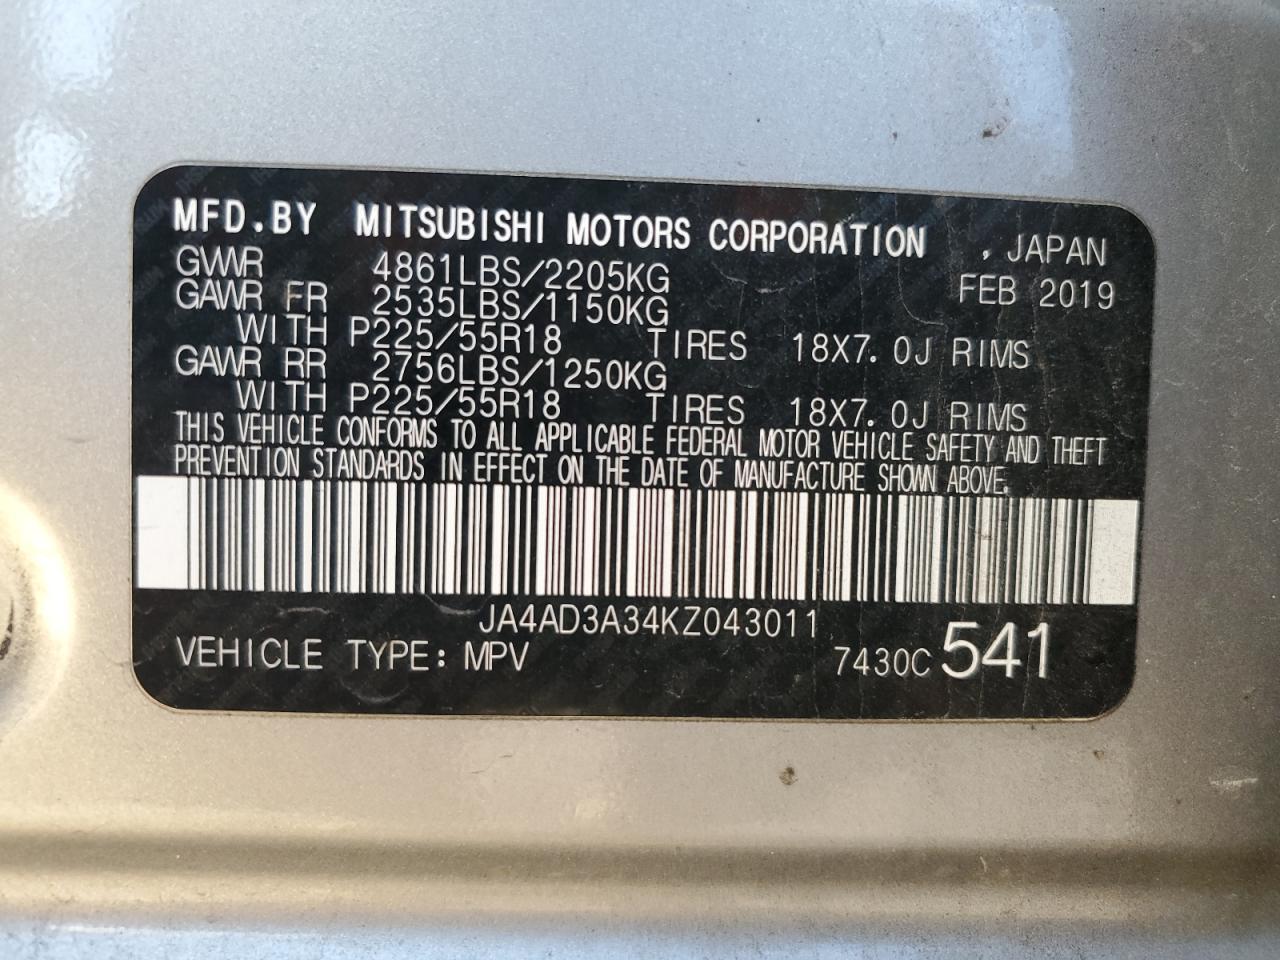 MFD.BY MITSUBISHI MOTORS CORPORATION , JAPAN
GVWR 4861LBS/2205KG FEB 2019
GAWR FR 2535LBS/1150KG
WITH P225/55R18 TIRES 18X7.0J RIMS
GAWR RR 2756LBS/1250KG
WITH P225/55R18 TIRES 18X7.0J RIMS
THIS VEHICLE CONFORMS TO ALL APPLICABLE FEDERAL MOTOR VEHICLE SAFETY AND THEFT
PREVENTION STANDARDS IN EFFECT ON THE DATE OF MANUFACTURE SHOWN ABOVE.
JA4AD3A34KZ043011
VEHICLE TYPE: MPV 7430C 541